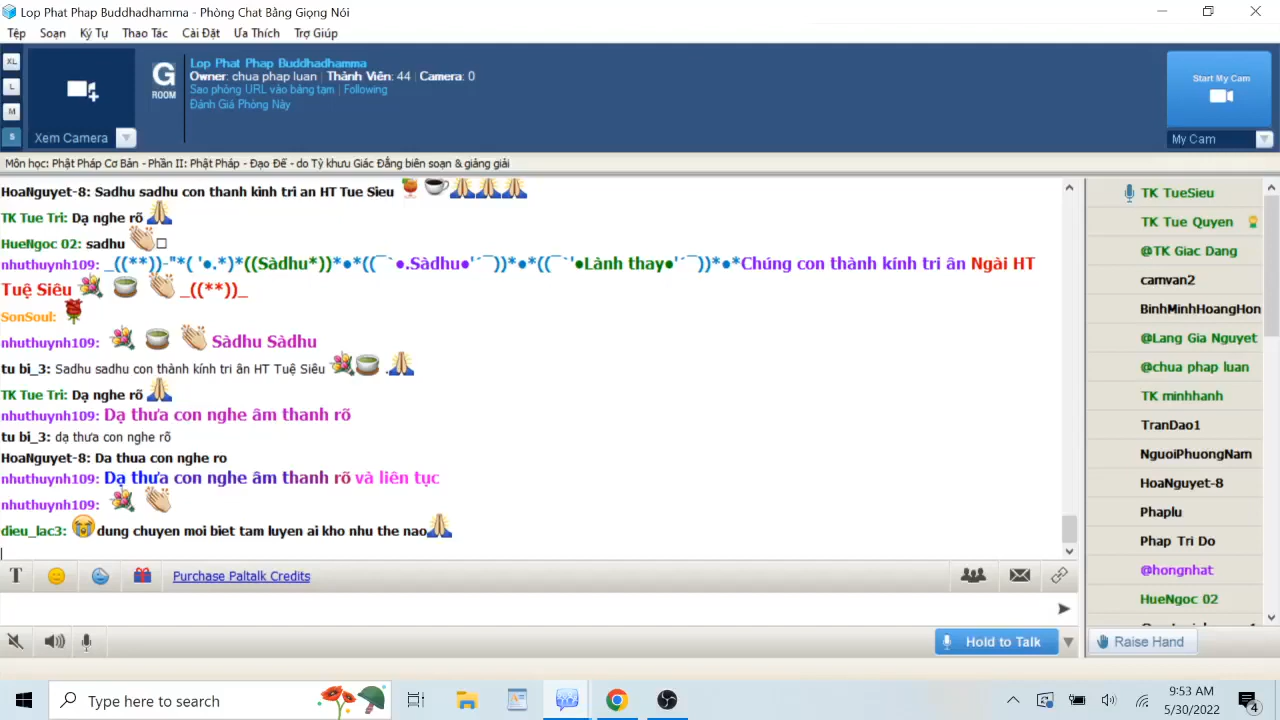 Lop Phat Phap Buddhadhamma - Phòng Chat Bằng Giọng Nói
Tệp Soạn Ký Tự Thao Tác Cài Đặt Ưa Thích Trợ Giúp
XL
L
M
S
Xem Camera
G
ROOM
Lop Phat Phap Buddhadhamma
Owner: chua phap luan | Thành Viên: 44 | Camera: 0
Sao phòng URL vào bảng tạm | Following
Đánh Giá Phòng Này
Start My Cam
My Cam
Môn học: Phật Pháp Cơ Bản - Phần II: Phật Pháp - Đạo Đế - do Tỳ khưu Giác Đẳng biên soạn & giảng giải
HoaNguyet-8: Sadhu sadhu con thanh kinh tri an HT Tue Sieu
TK Tue Tri: Dạ nghe rõ
HueNgoc 02: sadhu
nhuthuynh109: _((**))-"*( '●.*)*((Sàdhu*))*●*((¯`●.Sàdhu●'´¯))*●*((¯`'●Lành thay●'´¯))*●*Chúng con thành kính tri ân Ngài HT
Tuệ Siêu _((**))_
SonSoul:
nhuthuynh109: Sàdhu Sàdhu
tu bi_3: Sadhu sadhu con thành kính tri ân HT Tuệ Siêu .
TK Tue Tri: Dạ nghe rõ
nhuthuynh109: Dạ thưa con nghe âm thanh rõ
tu bi_3: dạ thưa con nghe rõ
HoaNguyet-8: Da thua con nghe ro
nhuthuynh109: Dạ thưa con nghe âm thanh rõ và liên tục
nhuthuynh109:
dieu_lac3: dung chuyen moi biet tam luyen ai kho nhu the nao
TK TueSieu
TK Tue Quyen
@TK Giac Dang
camvan2
BinhMinhHoangHon
@Lang Gia Nguyet
@chua phap luan
TK minhhanh
TranDao1
NguoiPhuongNam
HoaNguyet-8
Phaplu
Phap Tri Do
@hongnhat
HueNgoc 02
T
Purchase Paltalk Credits
Hold to Talk
Raise Hand
Type here to search
9:53 AM
5/30/2022
4